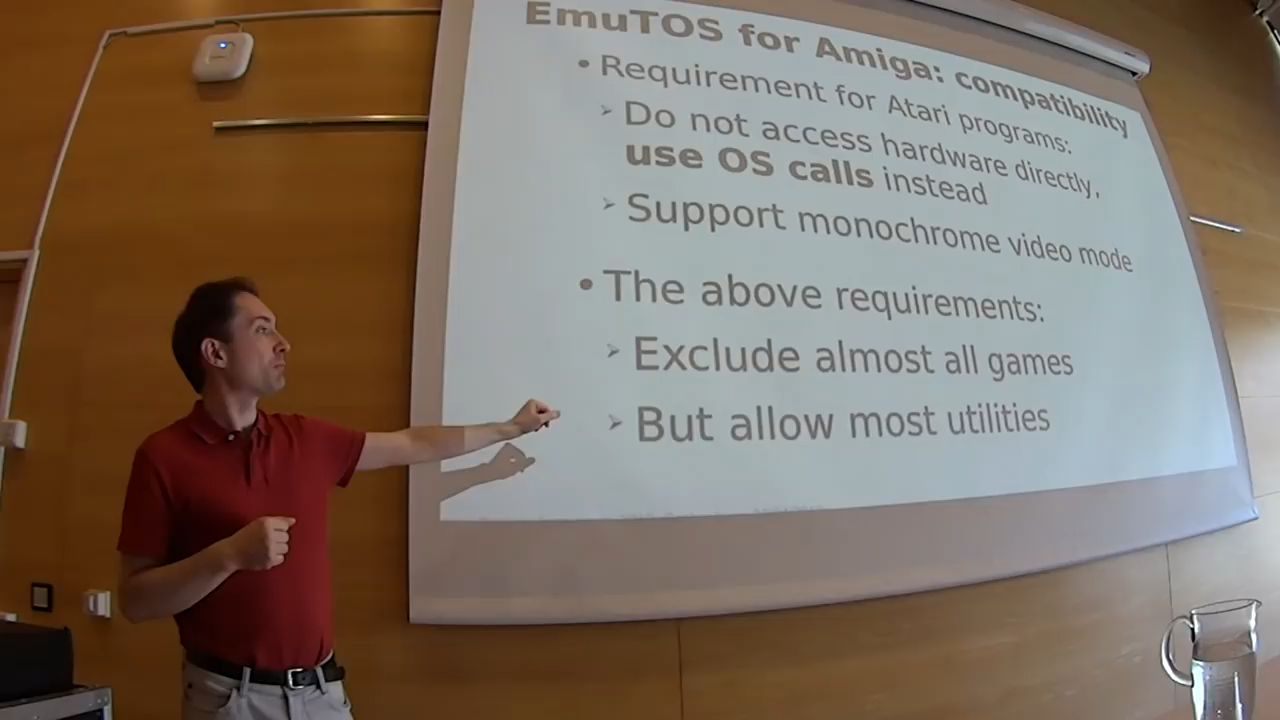 EmuTOS for Amiga: compatibility
• Requirement for Atari programs:
➢ Do not access hardware directly,
use OS calls instead
➢ Support monochrome video mode
• The above requirements:
➢ Exclude almost all games
➢ But allow most utilities